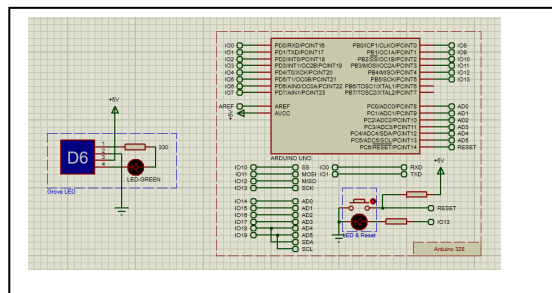 +5V
D6
1
2
3
4
330
LED-GREEN
Grove LED
IO0
IO1
IO2
IO3
IO4
IO5
IO6
IO7
AREF
+5V
PD0/RXD/PCINT16
PD1/TXD/PCINT17
PD2/INT0/PCINT18
PD3/INT1/OC2B/PCINT19
PD4/T0/XCK/PCINT20
PD5/T1/OC0B/PCINT21
PD6/AIN0/OC0A/PCINT22
PD7/AIN1/PCINT23
AREF
AVCC
PB0/ICP1/CLKO/PCINT0
PB1/OC1A/PCINT1
PB2/SS/OC1B/PCINT2
PB3/MOSI/OC2A/PCINT3
PB4/MISO/PCINT4
PB5/SCK/PCINT5
PB6/TOSC1/XTAL1/PCINT6
PB7/TOSC2/XTAL2/PCINT7
PC0/ADC0/PCINT8
PC1/ADC1/PCINT9
PC2/ADC2/PCINT10
PC3/ADC3/PCINT11
PC4/ADC4/SDA/PCINT12
PC5/ADC5/SCL/PCINT13
PC6/RESET/PCINT14
IO8
IO9
IO10
IO11
IO12
IO13
AD0
AD1
AD2
AD3
AD4
AD5
RESET
ARDUINO UNO
IO10 SS
IO11 MOSI
IO12 MISO
IO13 SCK
IO0 RXD
IO1 TXD
IO14 AD0
IO15 AD1
IO16 AD2
IO17 AD3
IO18 AD4
IO19 AD5
SDA
SCL
+5V
RESET
IO13
LED & Reset
Arduino 328